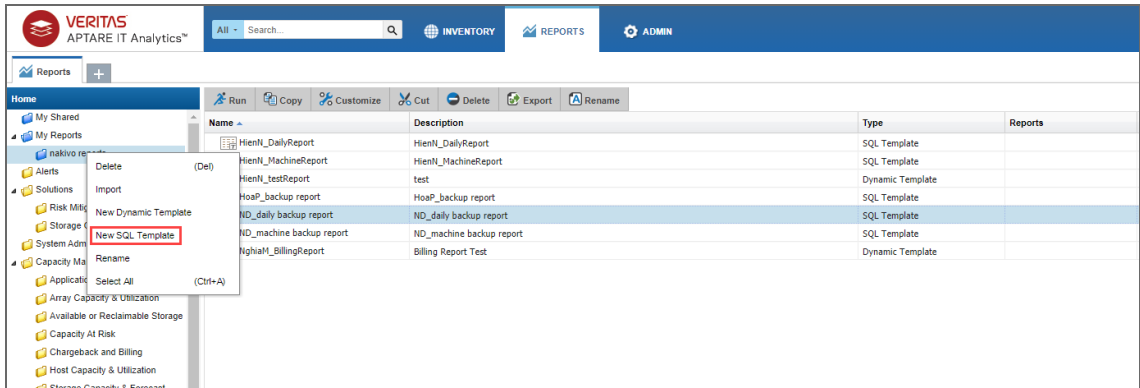 VERITAS
APTARE IT Analytics™
All Search... INVENTORY REPORTS ADMIN
Reports +
Home Run Copy Customize Cut Delete Export Rename
My Shared Name Description Type Reports
My Reports HienN_DailyReport HienN_DailyReport SQL Template
nakivo re HienN_MachineReport HienN_MachineReport SQL Template
Alerts Delete (Del) HienN_testReport test Dynamic Template
Solutions Import HoaP_backup report HoaP_backup report SQL Template
Risk Mitig New Dynamic Template ND_daily backup report ND_daily backup report SQL Template
Storage New SQL Template ND_machine backup report ND_machine backup report SQL Template
System Adm Rename NghiaM_BillingReport Billing Report Test Dynamic Template
Capacity Ma
Applicatio Select All (Ctrl+A)
Array Capacity & Utilization
Available or Reclaimable Storage
Capacity At Risk
Chargeback and Billing
Host Capacity & Utilization
Storage Capacity & Forecast